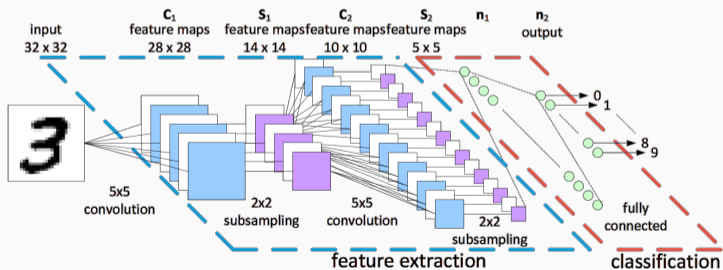 C₁
S₁
C₂
S₂
n₁
n₂
input
feature maps
feature maps
feature maps
feature maps
output
32 x 32
28 x 28
14 x 14
10 x 10
5 x 5
0
1
8
9
5x5
convolution
2x2
subsampling
5x5
convolution
2x2
subsampling
fully
connected
feature extraction
classification
3